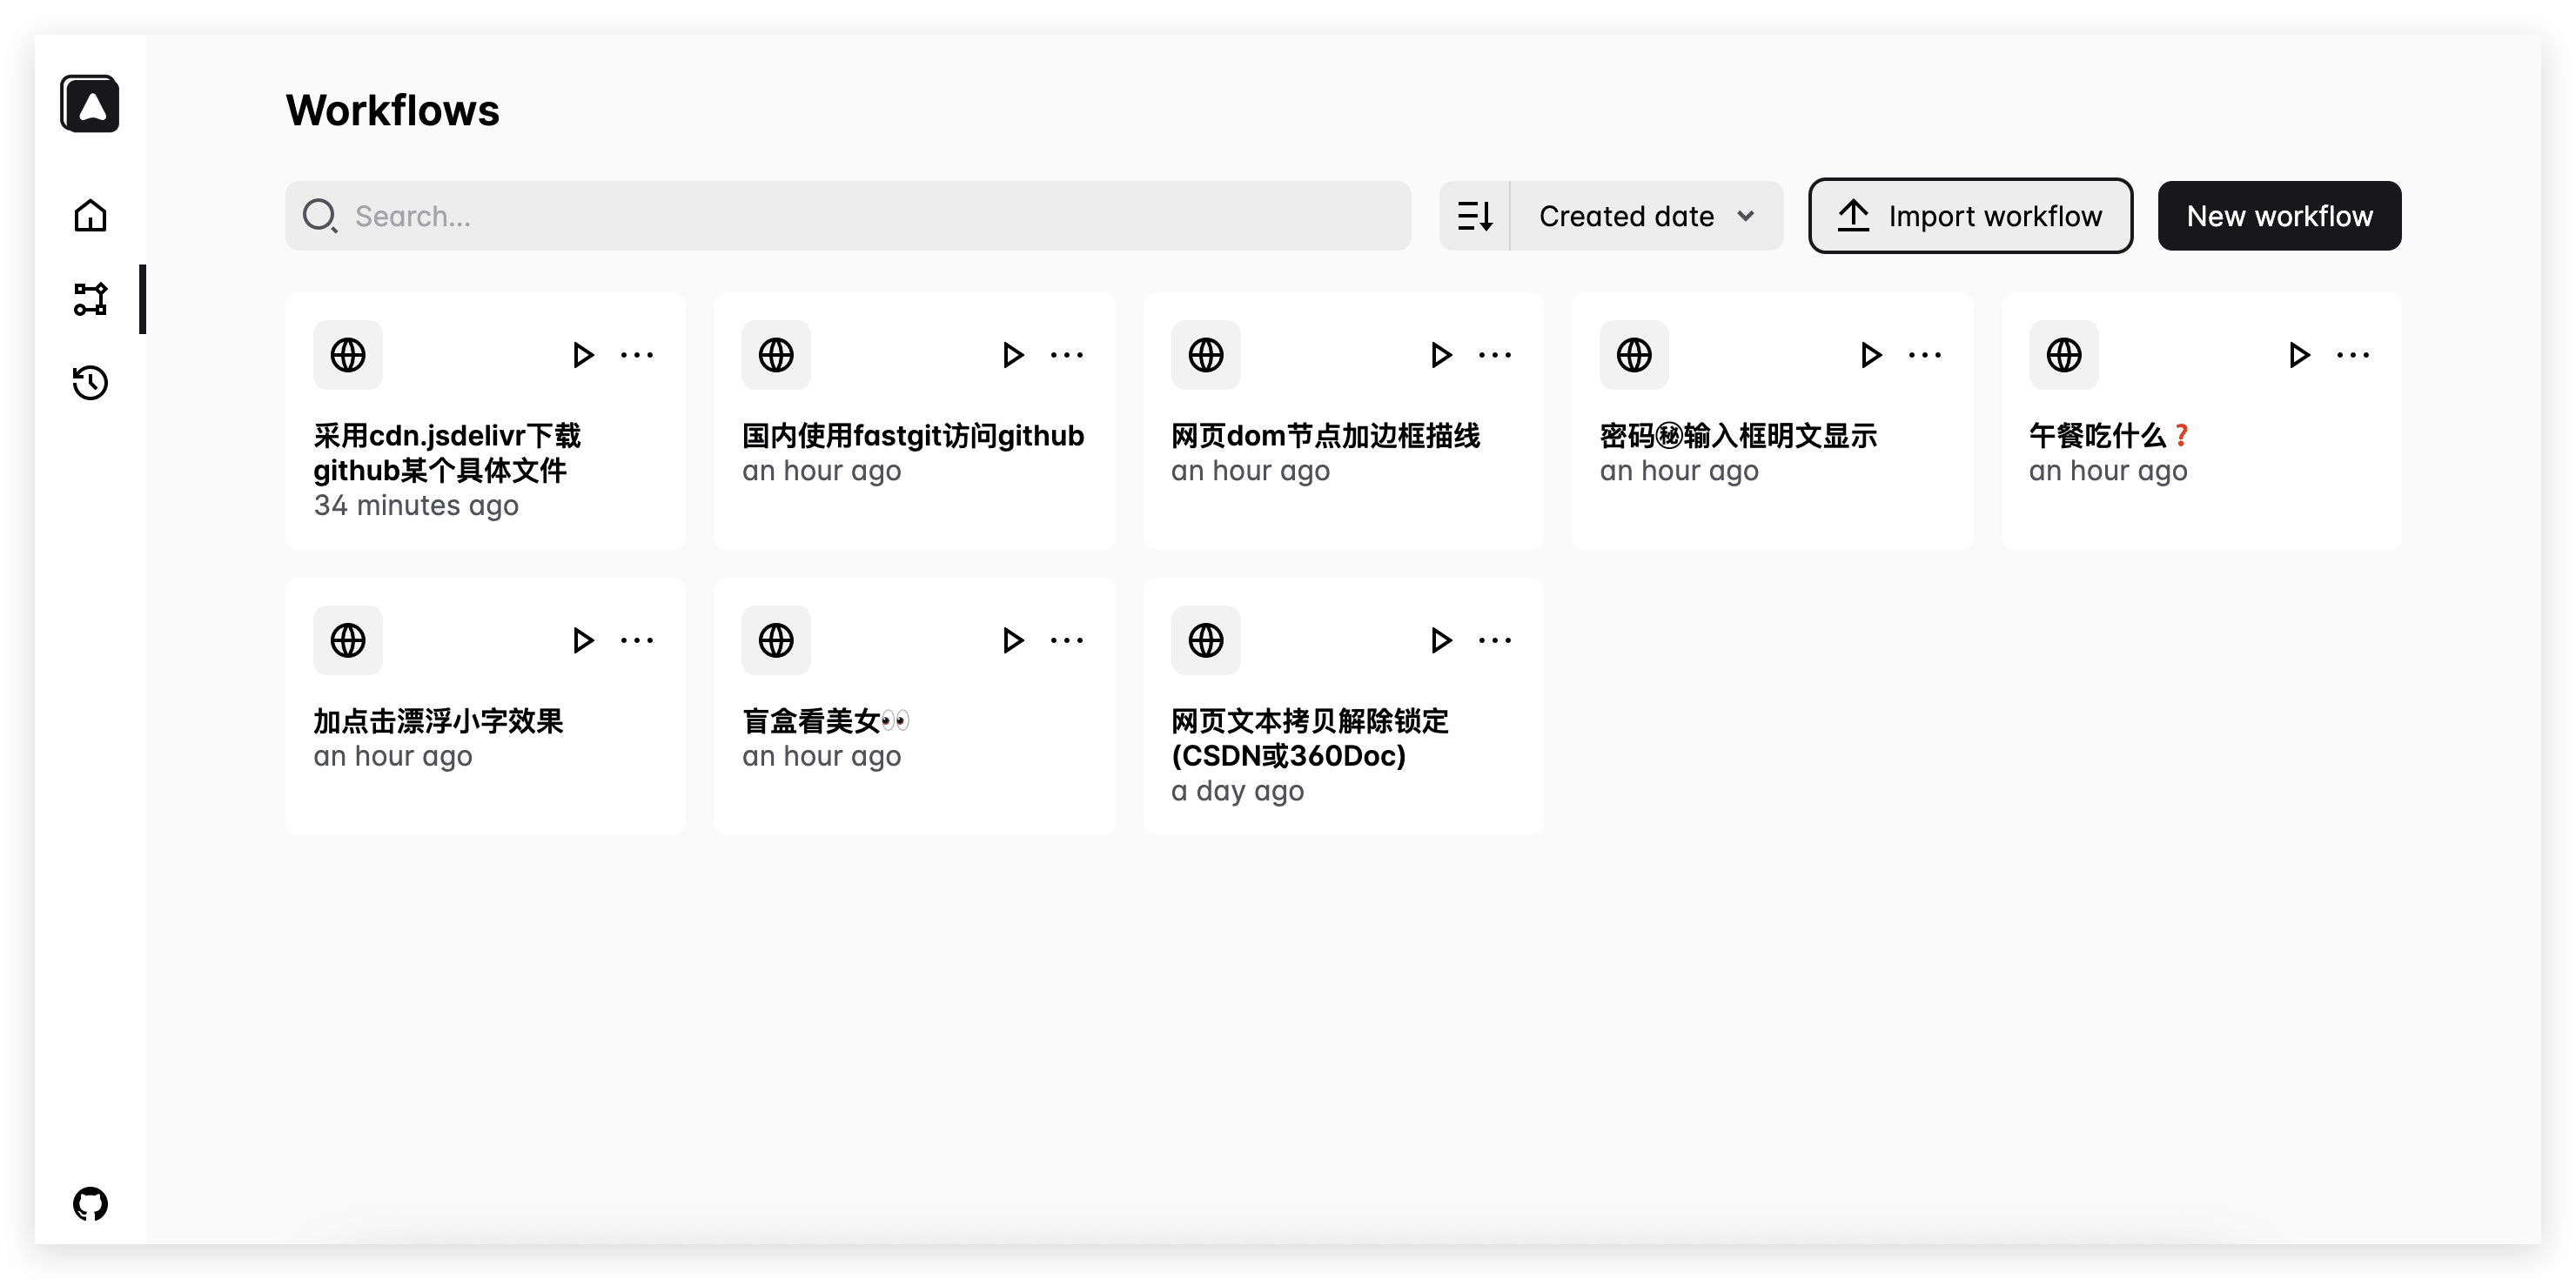 Workflows
Search...
Created date
Import workflow
New workflow
采用cdn.jsdelivr下载
github某个具体文件
34 minutes ago
国内使用fastgit访问github
an hour ago
网页dom节点加边框描线
an hour ago
密码㊙输入框明文显示
an hour ago
午餐吃什么❓
an hour ago
加点击漂浮小字效果
an hour ago
盲盒看美女👀
an hour ago
网页文本拷贝解除锁定
(CSDN或360Doc)
a day ago